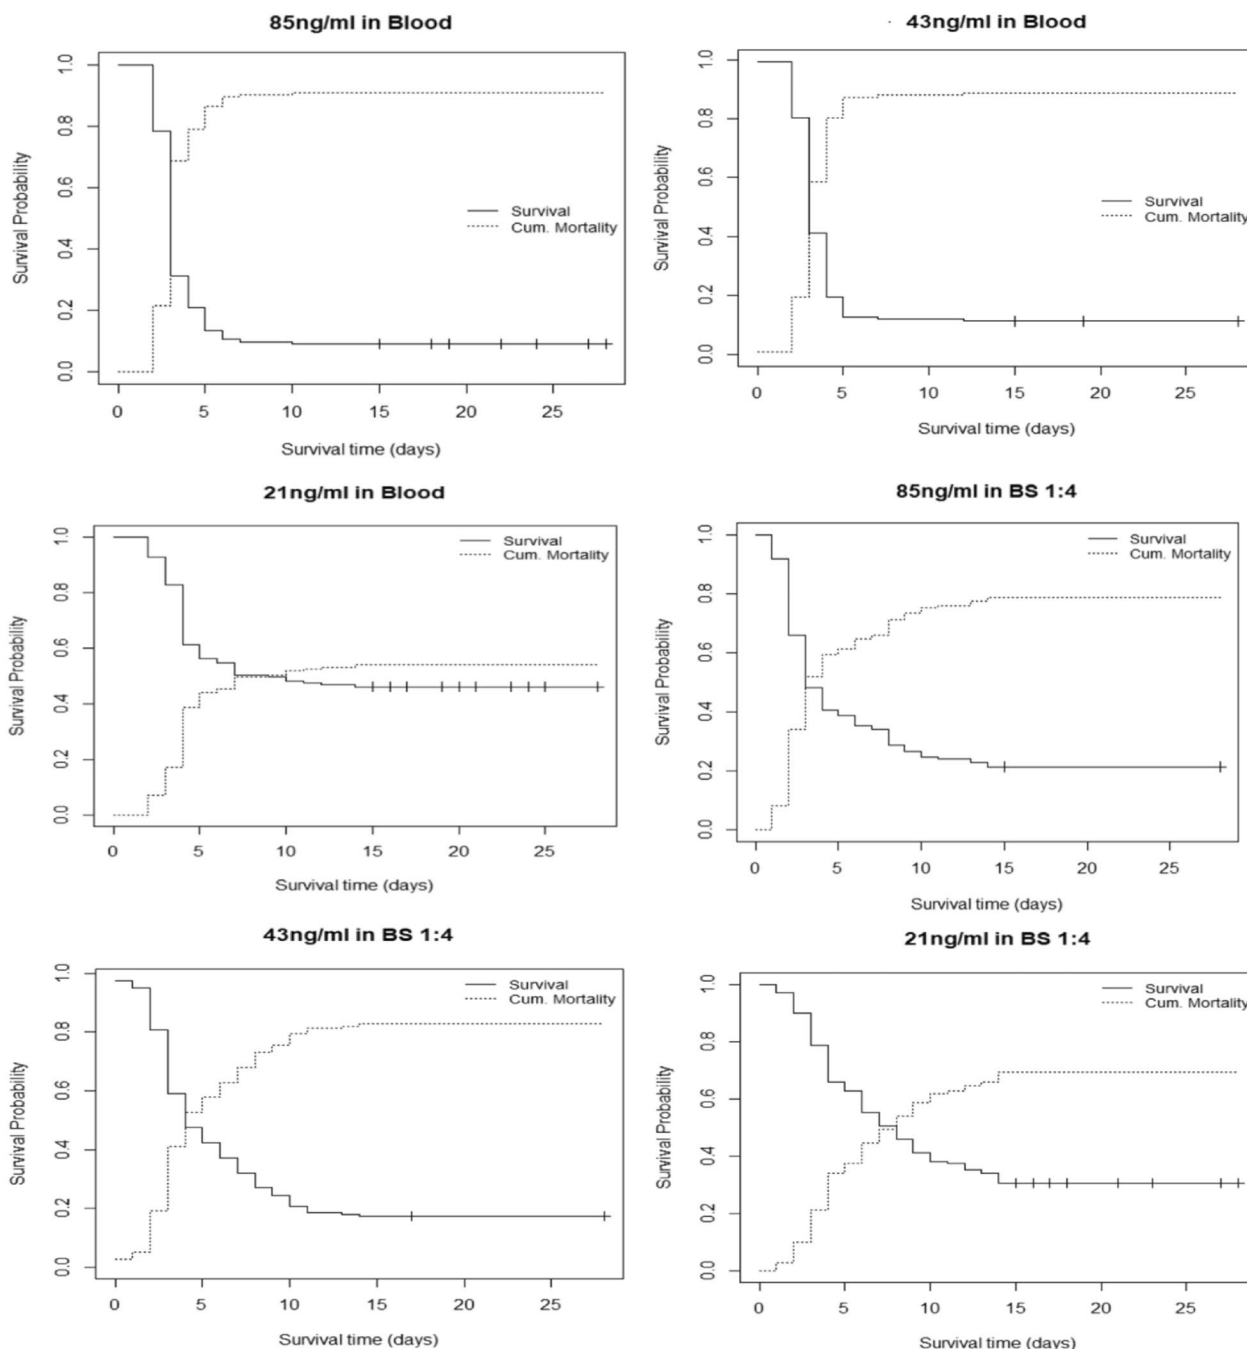 85ng/ml in Blood
1.0
0.8
0.6
0.4
0.2
0.0
Survival Probability
Survival
Cum. Mortality
0 5 10 15 20 25
Survival time (days)
43ng/ml in Blood
1.0
0.8
0.6
0.4
0.2
0.0
Survival Probability
Survival
Cum. Mortality
0 5 10 15 20 25
Survival time (days)
21ng/ml in Blood
1.0
0.8
0.6
0.4
0.2
0.0
Survival Probability
Survival
Cum. Mortality
0 5 10 15 20 25
Survival time (days)
85ng/ml in BS 1:4
1.0
0.8
0.6
0.4
0.2
0.0
Survival Probability
Survival
Cum. Mortality
0 5 10 15 20 25
Survival time (days)
43ng/ml in BS 1:4
1.0
0.8
0.6
0.4
0.2
0.0
Survival Probability
Survival
Cum. Mortality
0 5 10 15 20 25
Survival time (days)
21ng/ml in BS 1:4
1.0
0.8
0.6
0.4
0.2
0.0
Survival Probability
Survival
Cum. Mortality
0 5 10 15 20 25
Survival time (days)